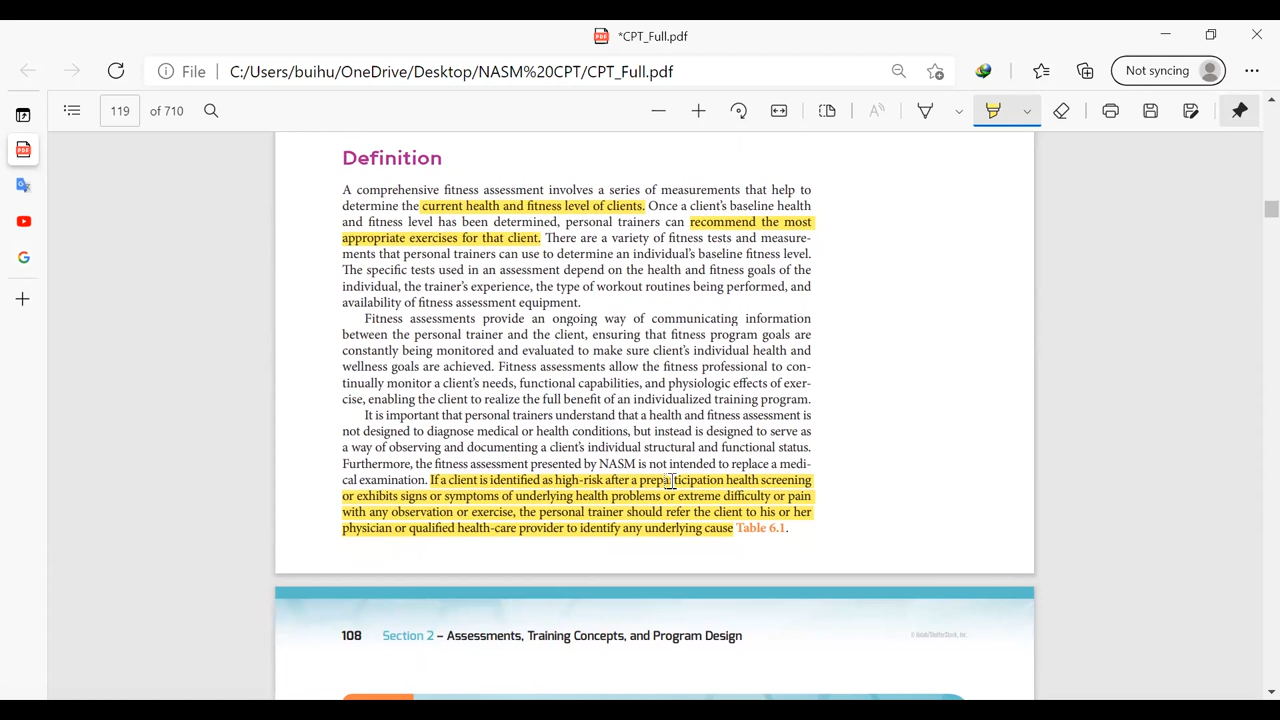 *CPT_Full.pdf
File
C:/Users/buihu/OneDrive/Desktop/NASM%20CPT/CPT_Full.pdf
Not syncing
119 of 710
Definition
A comprehensive fitness assessment involves a series of measurements that help to
determine the current health and fitness level of clients. Once a client's baseline health
and fitness level has been determined, personal trainers can recommend the most
appropriate exercises for that client. There are a variety of fitness tests and measure-
ments that personal trainers can use to determine an individual's baseline fitness level.
The specific tests used in an assessment depend on the health and fitness goals of the
individual, the trainer's experience, the type of workout routines being performed, and
availability of fitness assessment equipment.
Fitness assessments provide an ongoing way of communicating information
between the personal trainer and the client, ensuring that fitness program goals are
constantly being monitored and evaluated to make sure client's individual health and
wellness goals are achieved. Fitness assessments allow the fitness professional to con-
tinually monitor a client's needs, functional capabilities, and physiologic effects of exer-
cise, enabling the client to realize the full benefit of an individualized training program.
It is important that personal trainers understand that a health and fitness assessment is
not designed to diagnose medical or health conditions, but instead is designed to serve as
a way of observing and documenting a client's individual structural and functional status.
Furthermore, the fitness assessment presented by NASM is not intended to replace a medi-
cal examination. If a client is identified as high-risk after a preparticipation health screening
or exhibits signs or symptoms of underlying health problems or extreme difficulty or pain
with any observation or exercise, the personal trainer should refer the client to his or her
physician or qualified health-care provider to identify any underlying cause Table 6.1.
108 Section 2 – Assessments, Training Concepts, and Program Design